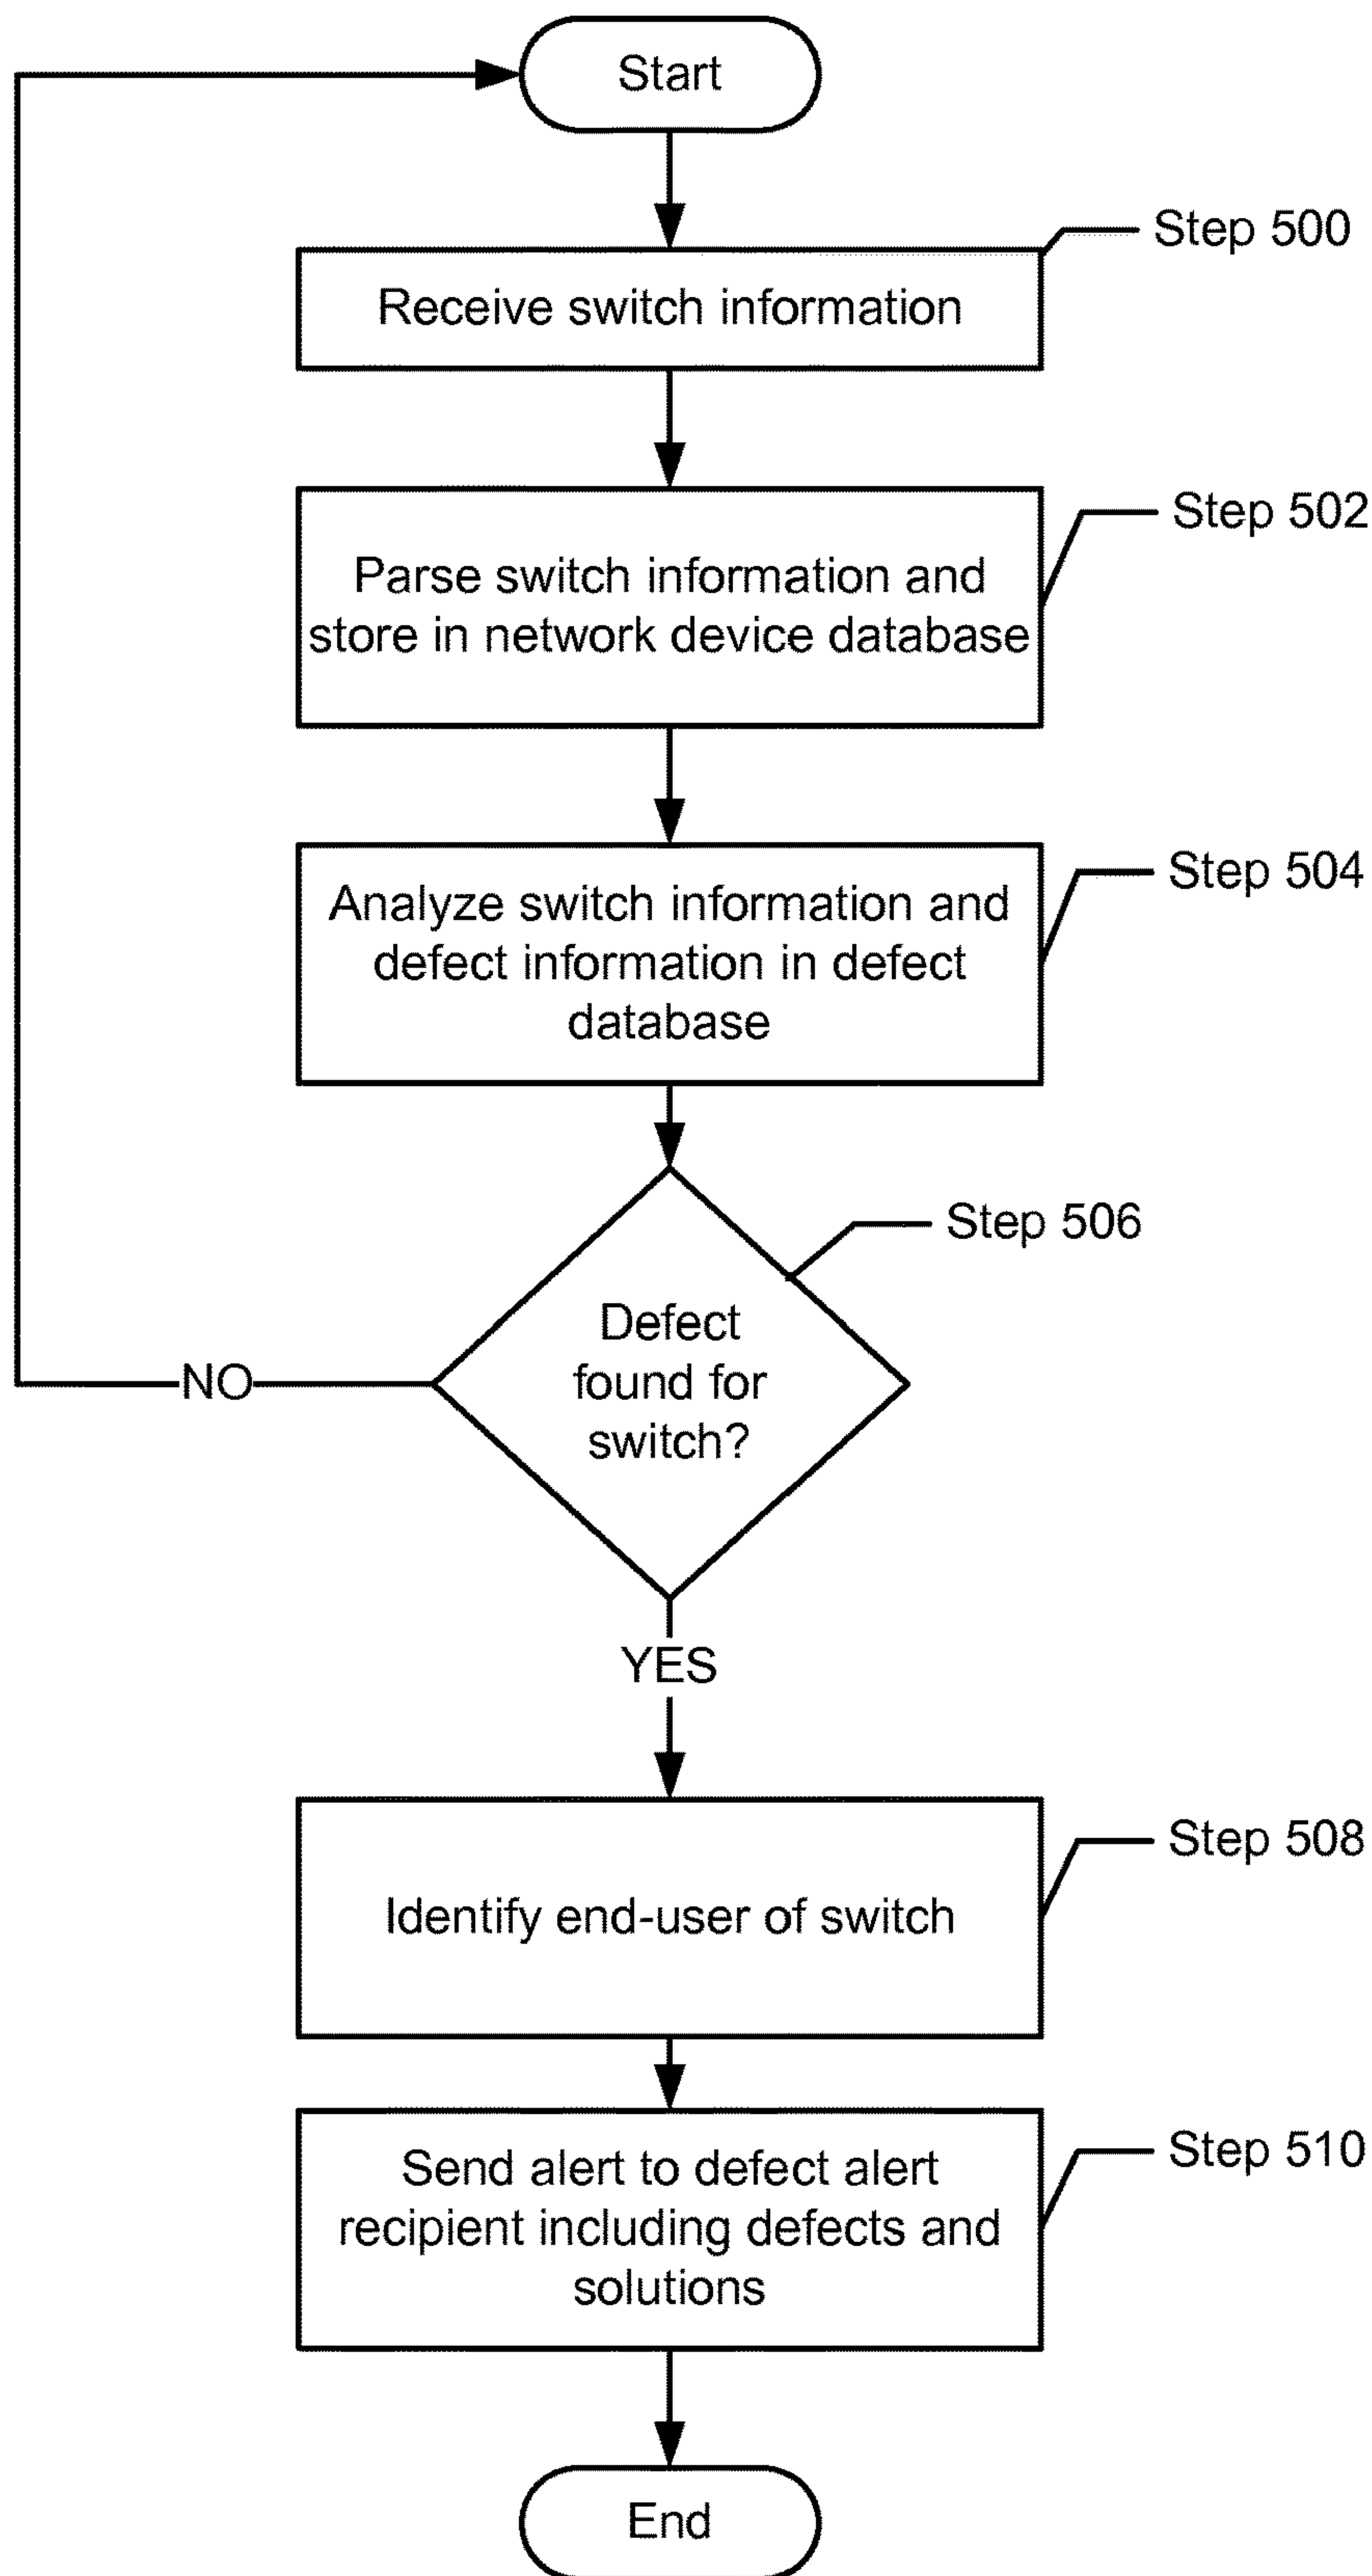 Start
Step 500
Receive switch information
Step 502
Parse switch information and
store in network device database
Step 504
Analyze switch information and
defect information in defect
database
Step 506
Defect
found for
switch?
NO
YES
Step 508
Identify end-user of switch
Step 510
Send alert to defect alert
recipient including defects and
solutions
End